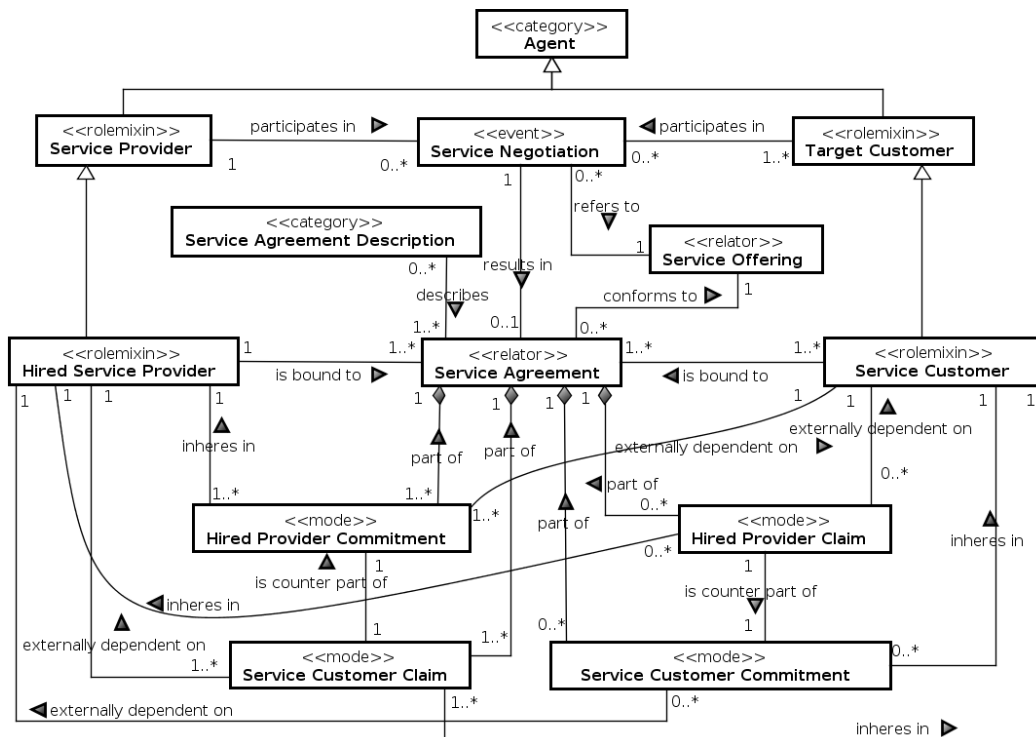 <<category>>
Agent
<<rolemixin>>
Service Provider
participates in
<<event>>
Service Negotiation
participates in
<<rolemixin>>
Target Customer
1
0..*
1
0..*
0..*
1..*
refers to
<<category>>
Service Agreement Description
<<relator>>
Service Offering
1
0..*
results in
1
describes
conforms to
1..*
0..1
0..*
<<rolemixin>>
Hired Service Provider
1
1..*
<<relator>>
Service Agreement
1..*
1..*
<<rolemixin>>
Service Customer
is bound to
is bound to
1
1
1
1
1
1
1
1
1
1
1
1
inheres in
part of
part of
externally dependent on
externally dependent on
part of
0..*
1..*
1..*
1..*
0..*
<<mode>>
Hired Provider Commitment
part of
<<mode>>
Hired Provider Claim
inheres in
0..*
is counter part of
1
1
is counter part of
inheres in
externally dependent on
1
1..*
0..*
1
1..*
<<mode>>
Service Customer Claim
<<mode>>
Service Customer Commitment
0..*
externally dependent on
1..*
0..*
inheres in